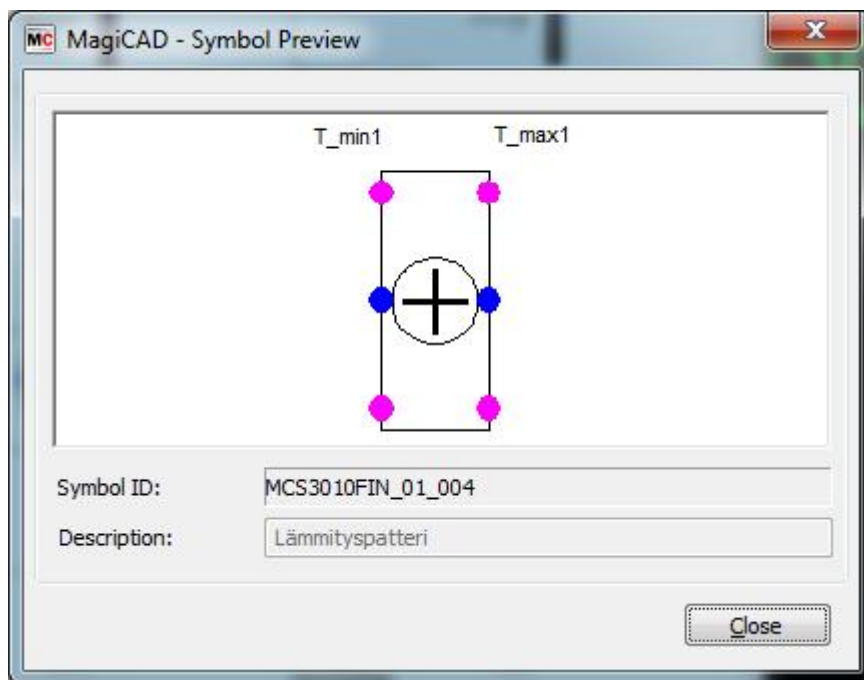 MC MagiCAD - Symbol Preview
T_min1 T_max1
Symbol ID: MCS3010FIN_01_004
Description: Lämmityspatteri
Close